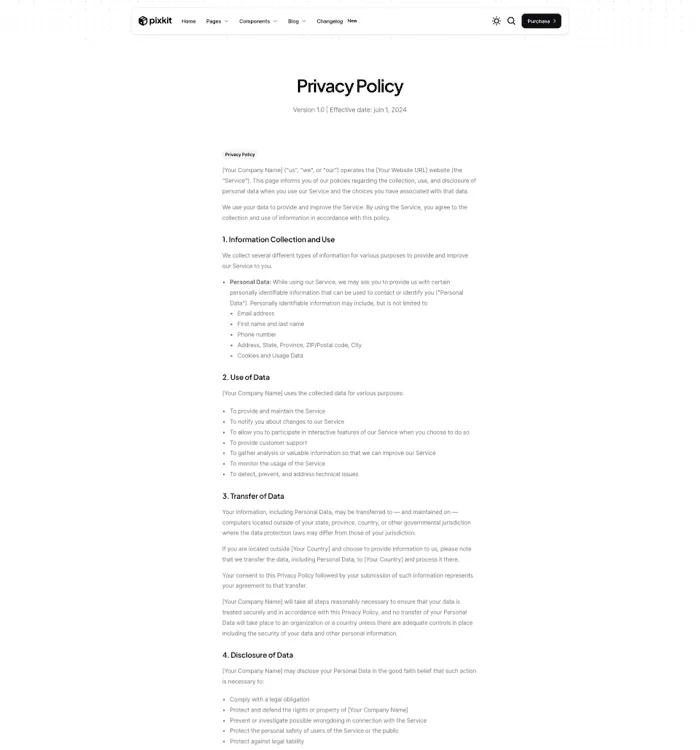 pixkit Home Pages Components Blog Changelog New Purchase
Privacy Policy
Version 1.0 | Effective date: juin 1, 2024
Privacy Policy
[Your Company Name] ("us", "we", or "our") operates the [Your Website URL] website (the
"Service"). This page informs you of our policies regarding the collection, use, and disclosure of
personal data when you use our Service and the choices you have associated with that data.
We use your data to provide and improve the Service. By using the Service, you agree to the
collection and use of information in accordance with this policy.
1. Information Collection and Use
We collect several different types of information for various purposes to provide and improve
our Service to you.
• Personal Data: While using our Service, we may ask you to provide us with certain
personally identifiable information that can be used to contact or identify you ("Personal
Data"). Personally identifiable information may include, but is not limited to
• Email address
• First name and last name
• Phone number
• Address, State, Province, ZIP/Postal code, City
• Cookies and Usage Data
2. Use of Data
[Your Company Name] uses the collected data for various purposes:
• To provide and maintain the Service
• To notify you about changes to our Service
• To allow you to participate in interactive features of our Service when you choose to do so
• To provide customer support
• To gather analysis or valuable information so that we can improve our Service
• To monitor the usage of the Service
• To detect, prevent, and address technical issues
3. Transfer of Data
Your information, including Personal Data, may be transferred to — and maintained on —
computers located outside of your state, province, country, or other governmental jurisdiction
where the data protection laws may differ from those of your jurisdiction.
If you are located outside [Your Country] and choose to provide information to us, please note
that we transfer the data, including Personal Data, to [Your Country] and process it there.
Your consent to this Privacy Policy followed by your submission of such information represents
your agreement to that transfer.
[Your Company Name] will take all steps reasonably necessary to ensure that your data is
treated securely and in accordance with this Privacy Policy, and no transfer of your Personal
Data will take place to an organization or a country unless there are adequate controls in place
including the security of your data and other personal information.
4. Disclosure of Data
[Your Company Name] may disclose your Personal Data in the good faith belief that such action
is necessary to:
• Comply with a legal obligation
• Protect and defend the rights or property of [Your Company Name]
• Prevent or investigate possible wrongdoing in connection with the Service
• Protect the personal safety of users of the Service or the public
• Protect against legal liability